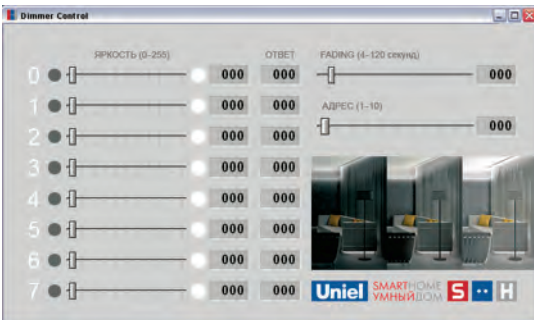 Dimmer Control
ЯРКОСТЬ (0-255) ОТВЕТ FADING (4-120 секунд)
0 000 000 000
АДРЕС (1-10)
1 000 000 000
2 000 000
3 000 000
4 000 000
5 000 000
6 000 000
7 000 000
Uniel SMARTHOME УМНЫЙДОМ S H